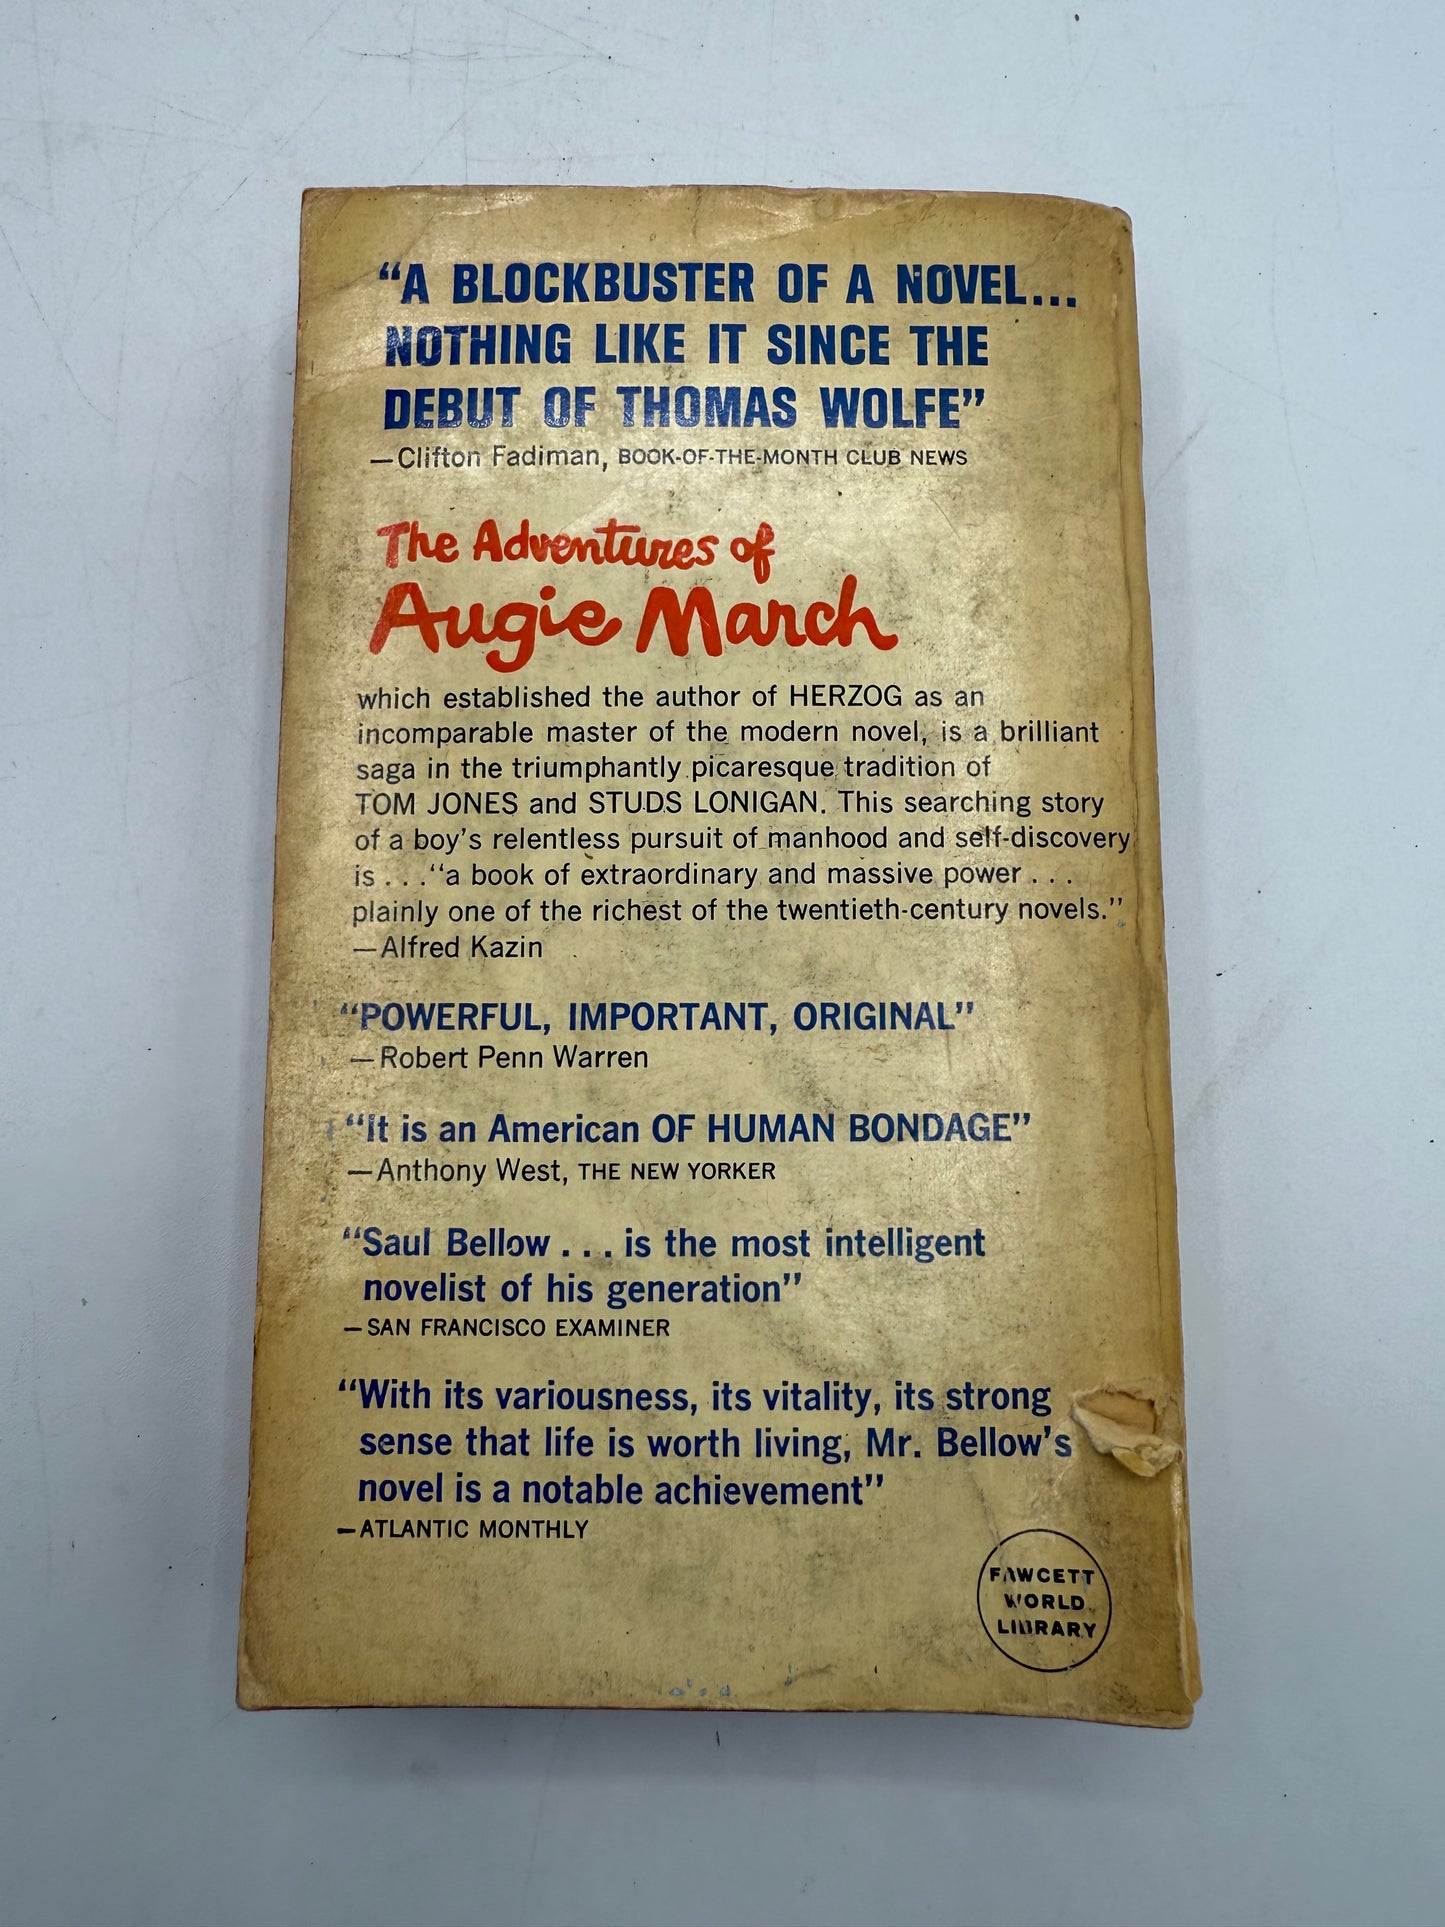 “A BLOCKBUSTER OF A NOVEL...
NOTHING LIKE IT SINCE THE
DEBUT OF THOMAS WOLFE”
—Clifton Fadiman, BOOK-OF-THE-MONTH CLUB NEWS
The Adventures of
Augie March
which established the author of HERZOG as an
incomparable master of the modern novel, is a brilliant
saga in the triumphantly picaresque tradition of
TOM JONES and STUDS LONIGAN. This searching story
of a boy’s relentless pursuit of manhood and self-discovery
is . . .“a book of extraordinary and massive power . . .
plainly one of the richest of the twentieth-century novels.”
—Alfred Kazin
“POWERFUL, IMPORTANT, ORIGINAL”
—Robert Penn Warren
“It is an American OF HUMAN BONDAGE”
—Anthony West, THE NEW YORKER
“Saul Bellow . . . is the most intelligent
novelist of his generation”
—SAN FRANCISCO EXAMINER
“With its variousness, its vitality, its strong
sense that life is worth living, Mr. Bellow’s
novel is a notable achievement”
—ATLANTIC MONTHLY
FAWCETT
WORLD
LIBRARY